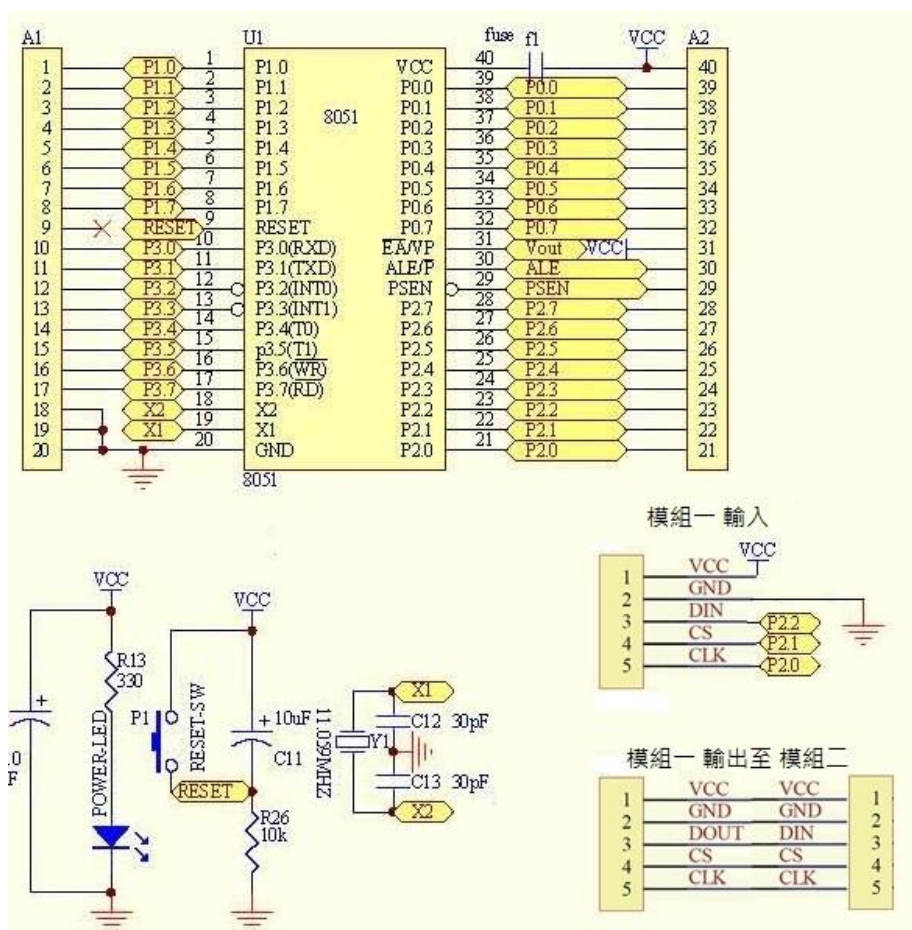 A1 U1 fuse f1 VCC A2
1 P1.0 1 P1.0 VCC 40 40
2 P1.1 2 P1.1 P0.0 39 P0.0 39
3 P1.2 3 P1.2 P0.1 38 P0.1 38
4 P1.3 4 P1.3 8051 P0.2 37 P0.2 37
5 P1.4 5 P1.4 P0.3 36 P0.3 36
6 P1.5 6 P1.5 P0.4 35 P0.4 35
7 P1.6 7 P1.6 P0.5 34 P0.5 34
8 P1.7 8 P1.7 P0.6 33 P0.6 33
9 RESET 9 RESET P0.7 32 P0.7 32
10 P3.0 10 P3.0(RXD) EA/VP 31 Vout VCC 31
11 P3.1 11 P3.1(TXD) ALE/P 30 ALE 30
12 P3.2 12 P3.2(INT0) PSEN 29 PSEN 29
13 P3.3 13 P3.3(INT1) P2.7 28 P2.7 28
14 P3.4 14 P3.4(T0) P2.6 27 P2.6 27
15 P3.5 15 p3.5(T1) P2.5 26 P2.5 26
16 P3.6 16 P3.6(WR) P2.4 25 P2.4 25
17 P3.7 17 P3.7(RD) P2.3 24 P2.3 24
18 X2 18 X2 P2.2 23 P2.2 23
19 X1 19 X1 P2.1 22 P2.1 22
20 20 GND P2.0 21 P2.0 21
8051
模組一 輸入
VCC
1 VCC
2 GND
3 DIN P2.2
4 CS P2.1
5 CLK P2.0
VCC
R13
330
POWER-LED
VCC
P1
RESET-SW
+ 10uF
C11
RESET
R26
10k
11.059MHZ
Y1
X1
C12 30pF
C13 30pF
X2
+
模組一 輸出至 模組二
1 VCC VCC 1
2 GND GND 2
3 DOUT DIN 3
4 CS CS 4
5 CLK CLK 5